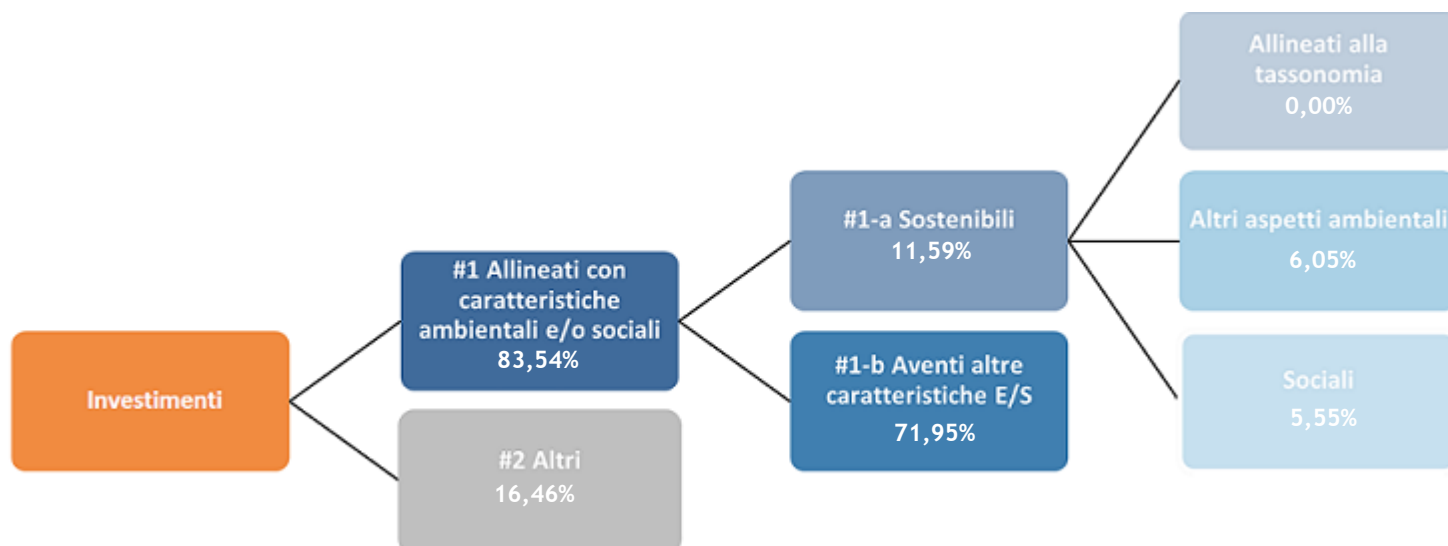 Investimenti
#1 Allineati con
caratteristiche
ambientali e/o sociali
83,54%
#2 Altri
16,46%
#1-a Sostenibili
11,59%
#1-b Aventi altre
caratteristiche E/S
71,95%
Allineati alla
tassonomia
0,00%
Altri aspetti ambientali
6,05%
Sociali
5,55%